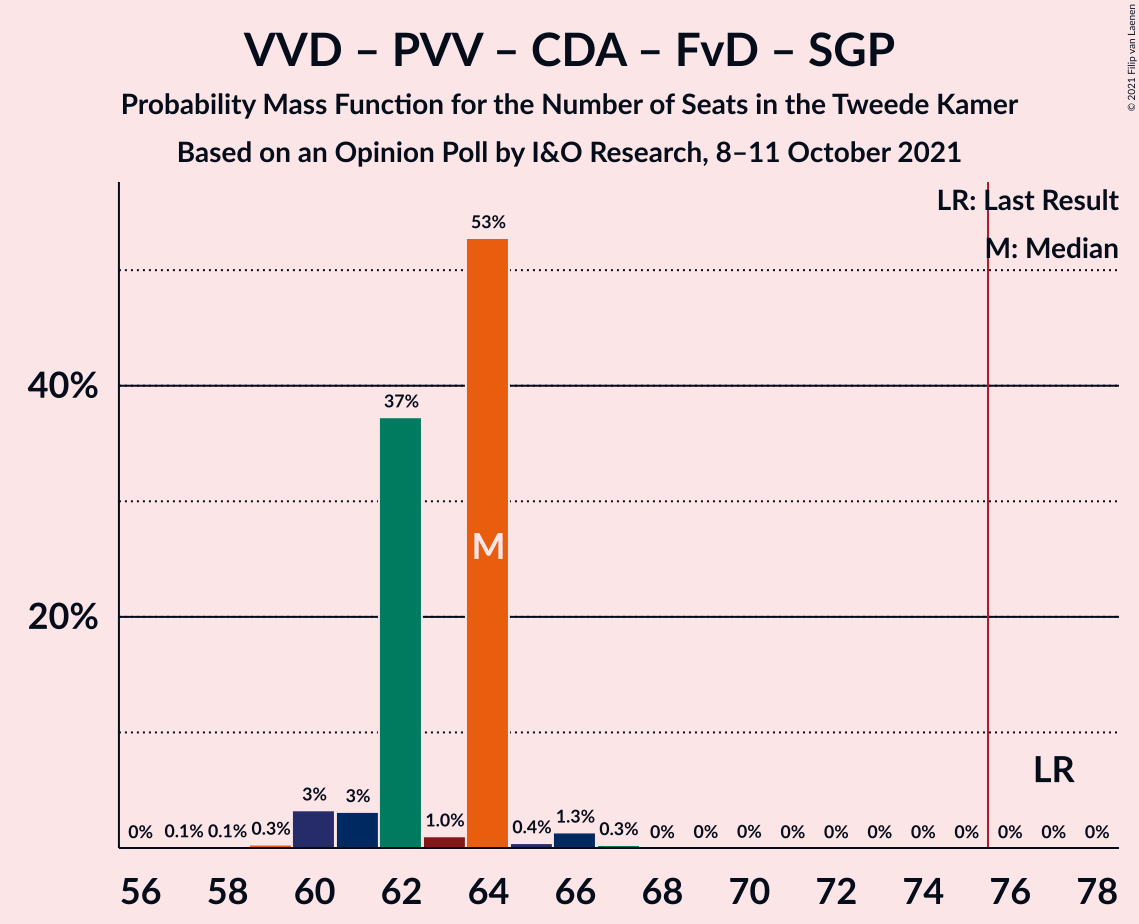 VVD – PVV – CDA – FvD – SGP
Probability Mass Function for the Number of Seats in the Tweede Kamer
Based on an Opinion Poll by I&O Research, 8–11 October 2021
© 2021 Filip van Laenen
LR: Last Result
M: Median
40%
20%
0% 0.1% 0.1% 0.3% 3% 3% 37% 1.0% 53% 0.4% 1.3% 0.3% 0% 0% 0% 0% 0% 0% 0% 0% 0% 0% 0%
M
LR
56 58 60 62 64 66 68 70 72 74 76 78